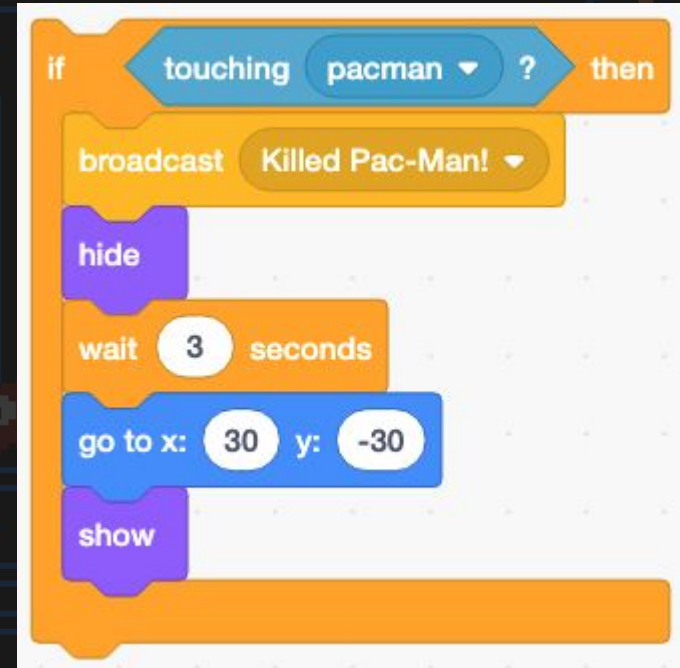 if touching pacman ? then
broadcast Killed Pac-Man!
hide
wait 3 seconds
go to x: 30 y: -30
show